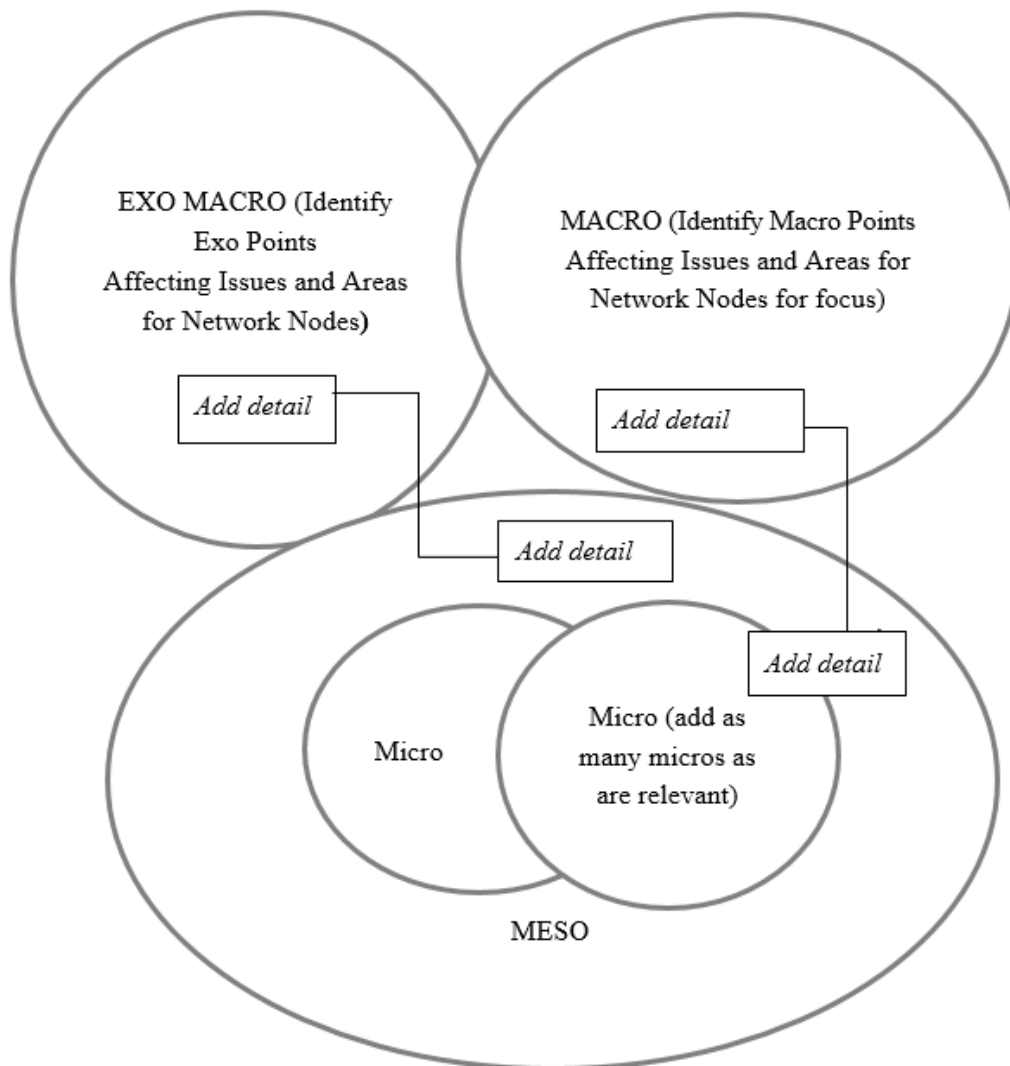 EXO MACRO (Identify
Exo Points
Affecting Issues and Areas
for Network Nodes)
MACRO (Identify Macro Points
Affecting Issues and Areas for
Network Nodes for focus)
Add detail
Add detail
Add detail
Add detail
Micro
Micro (add as
many micros as
are relevant)
MESO